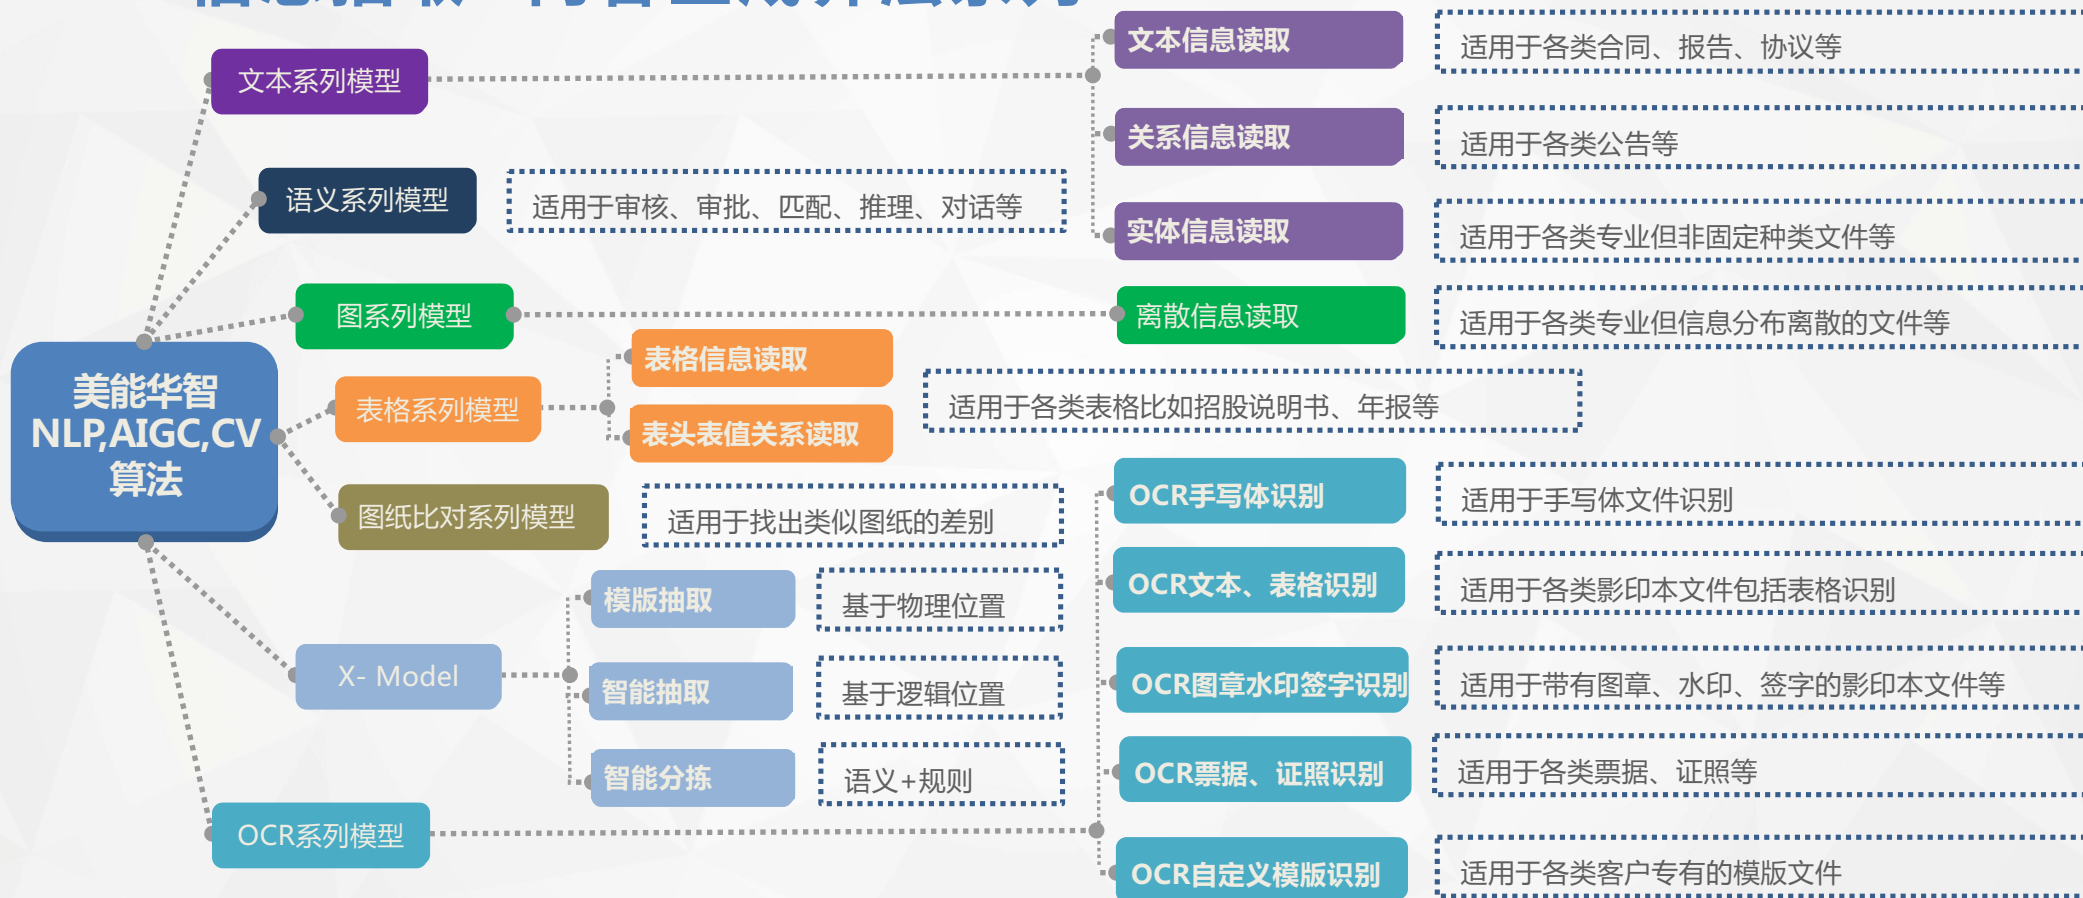 文本系列模型
文本信息读取
适用于各类合同、报告、协议等
关系信息读取
适用于各类公告等
实体信息读取
适用于各类专业但非固定种类文件等
语义系列模型
适用于审核、审批、匹配、推理、对话等
图系列模型
离散信息读取
适用于各类专业但信息分布离散的文件等
美能华智
NLP,AIGC,CV
算法
表格系列模型
表格信息读取
表头表值关系读取
适用于各类表格比如招股说明书、年报等
图纸比对系列模型
适用于找出类似图纸的差别
X- Model
模版抽取
基于物理位置
智能抽取
基于逻辑位置
智能分拣
语义+规则
OCR系列模型
OCR手写体识别
适用于手写体文件识别
OCR文本、表格识别
适用于各类影印本文件包括表格识别
OCR图章水印签字识别
适用于带有图章、水印、签字的影印本文件等
OCR票据、证照识别
适用于各类票据、证照等
OCR自定义模版识别
适用于各类客户专有的模版文件